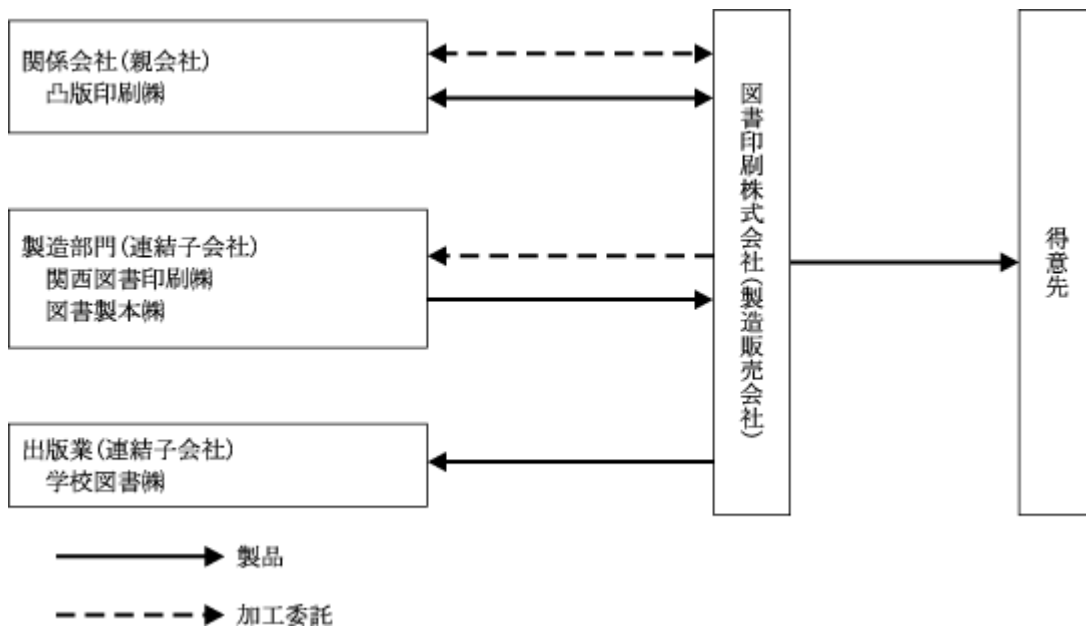 関係会社(親会社)
凸版印刷㈱
製造部門(連結子会社)
関西図書印刷㈱
図書製本㈱
出版業(連結子会社)
学校図書㈱
図書印刷株式会社(製造販売会社)
得意先
製品
加工委託